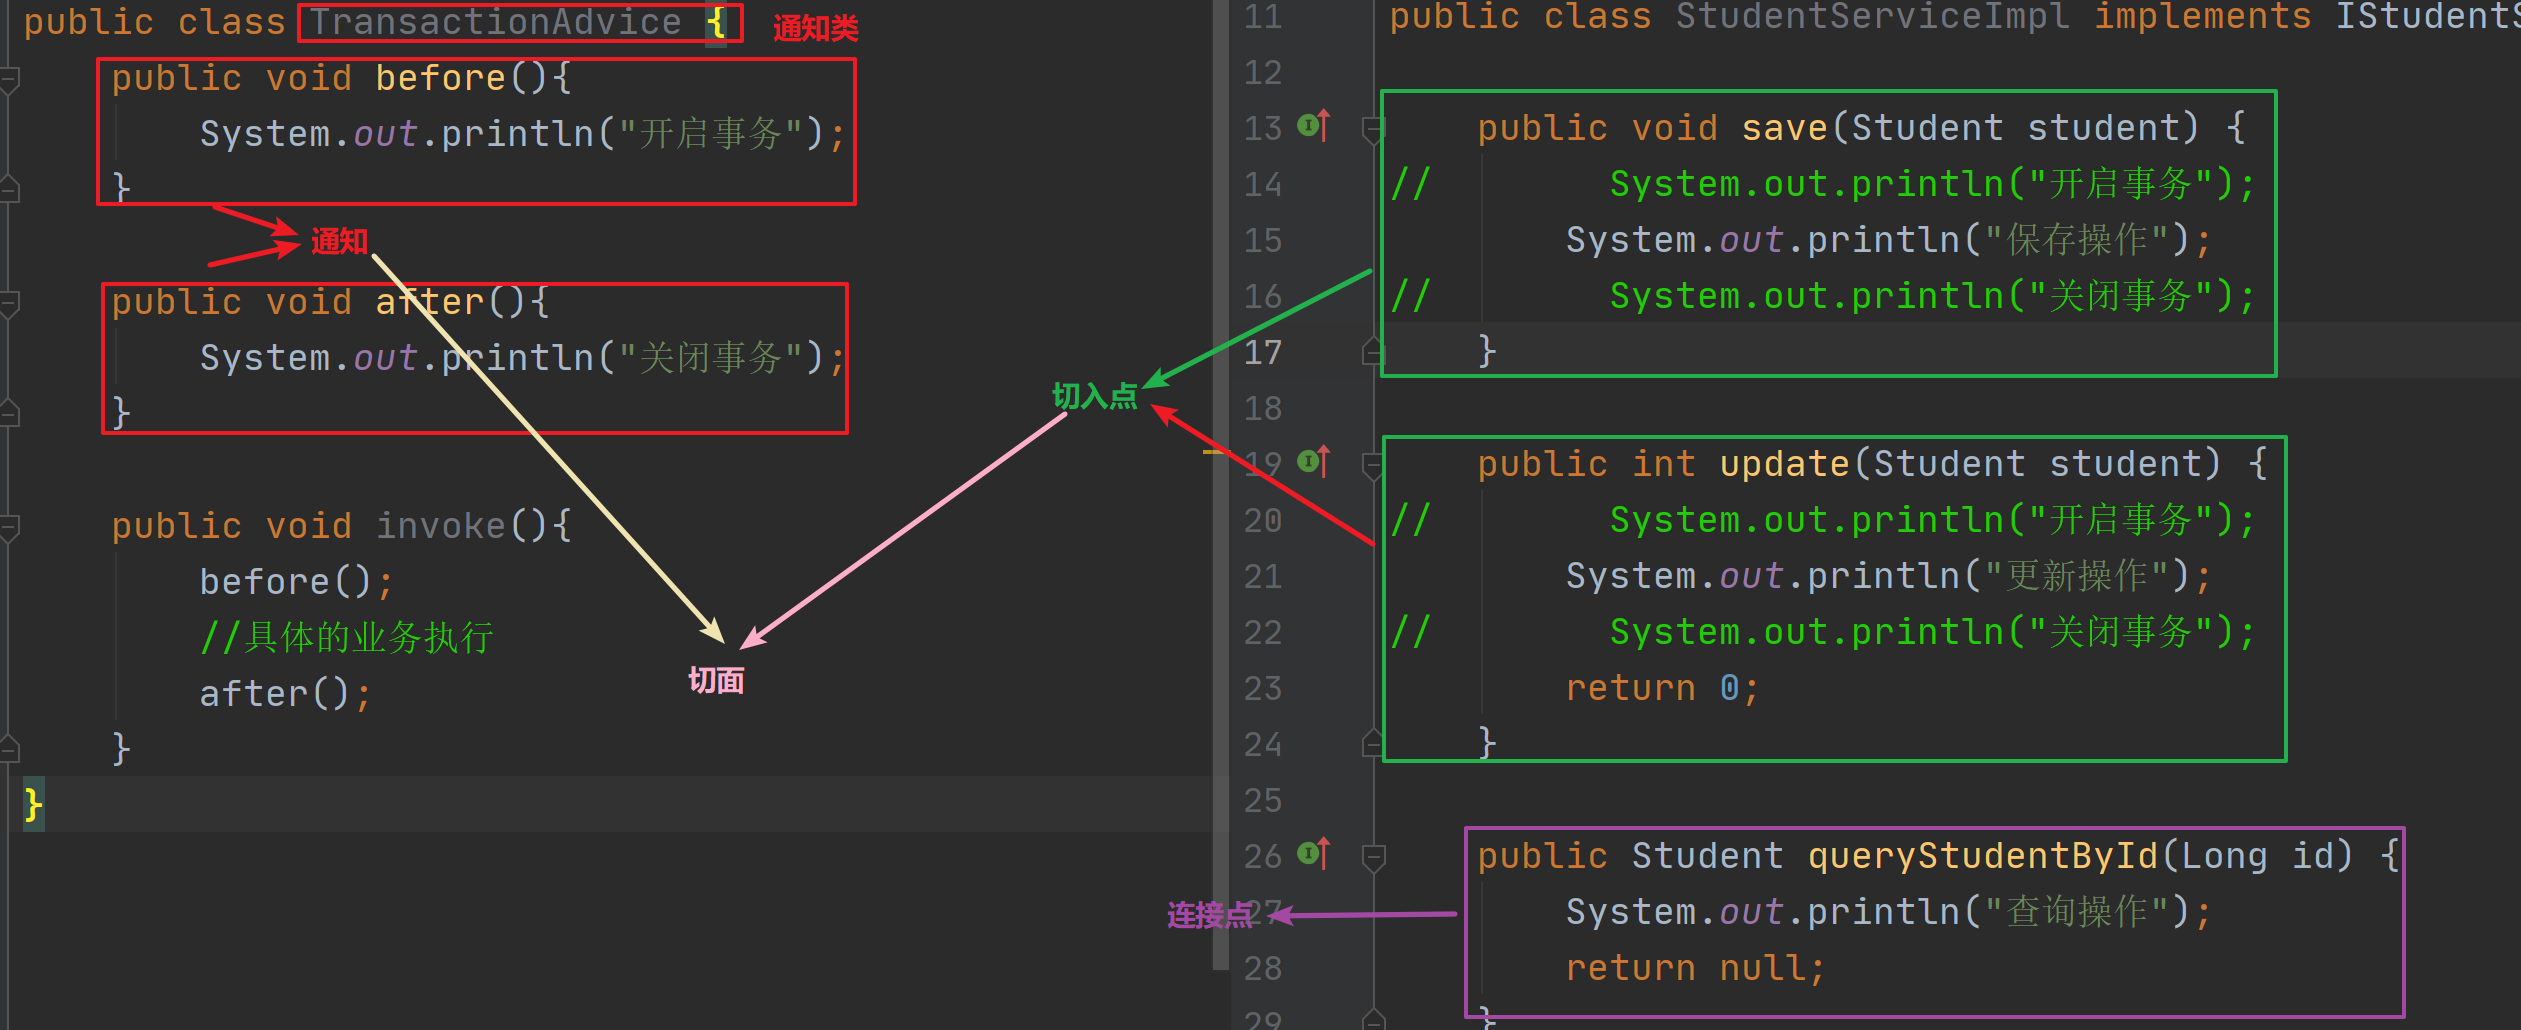 public class TransactionAdvice {
通知类
public void before(){
System.out.println("开启事务");
}
通知
public void after(){
System.out.println("关闭事务");
}
public void invoke(){
before();
//具体的业务执行
after();
}
}
切入点
切面
连接点
11 public class StudentServiceImpl implements IStudentS
12
13 public void save(Student student) {
14 // System.out.println("开启事务");
15 System.out.println("保存操作");
16 // System.out.println("关闭事务");
17 }
18
19 public int update(Student student) {
20 // System.out.println("开启事务");
21 System.out.println("更新操作");
22 // System.out.println("关闭事务");
23 return 0;
24 }
25
26 public Student queryStudentById(Long id) {
27 System.out.println("查询操作");
28 return null;
29 }